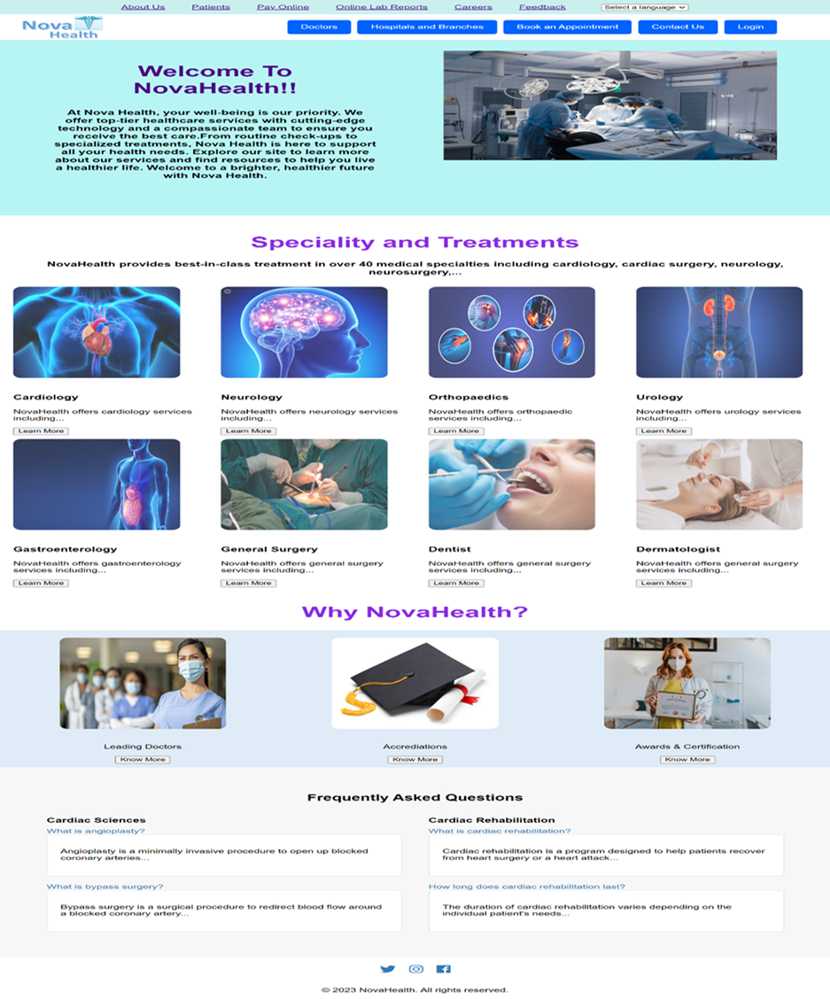 About Us Patients Pay Online Online Lab Reports Careers Feedback Select a language
Nova
Health
Doctors Hospitals and Branches Book an Appointment Contact Us Login
Welcome To
NovaHealth!!
At Nova Health, your well-being is our priority. We
offer top-tier healthcare services with cutting-edge
technology and a compassionate team to ensure you
receive the best care.From routine check-ups to
specialized treatments, Nova Health is here to support
all your health needs. Explore our site to learn more
about our services and find resources to help you live
a healthier life. Welcome to a brighter, healthier future
with Nova Health.
Speciality and Treatments
NovaHealth provides best-in-class treatment in over 40 medical specialties including cardiology, cardiac surgery, neurology,
neurosurgery,...
Cardiology
NovaHealth offers cardiology services
including...
Learn More
Neurology
NovaHealth offers neurology services
including...
Learn More
Orthopaedics
NovaHealth offers orthopaedic
services including...
Learn More
Urology
NovaHealth offers urology services
including...
Learn More
Gastroenterology
NovaHealth offers gastroenterology
services including...
Learn More
General Surgery
NovaHealth offers general surgery
services including...
Learn More
Dentist
NovaHealth offers general surgery
services including...
Learn More
Dermatologist
NovaHealth offers general surgery
services including...
Learn More
Why NovaHealth?
Leading Doctors
Know More
Accrediations
Know More
Awards & Certification
Know More
Frequently Asked Questions
Cardiac Sciences
What is angioplasty?
Angioplasty is a minimally invasive procedure to open up blocked
coronary arteries...
What is bypass surgery?
Bypass surgery is a surgical procedure to redirect blood flow around
a blocked coronary artery...
Cardiac Rehabilitation
What is cardiac rehabilitation?
Cardiac rehabilitation is a program designed to help patients recover
from heart surgery or a heart attack...
How long does cardiac rehabilitation last?
The duration of cardiac rehabilitation varies depending on the
individual patient's needs...
© 2023 NovaHealth. All rights reserved.